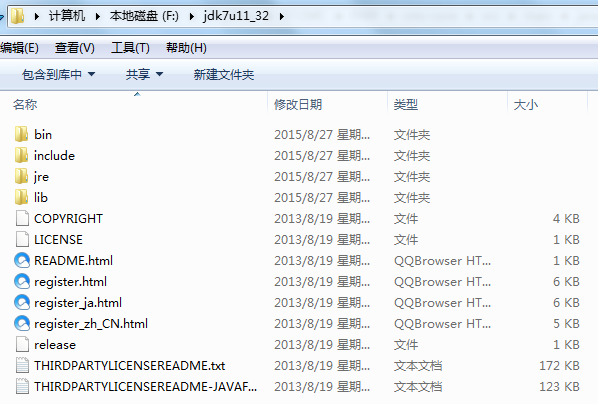 计算机 ▸ 本地磁盘 (F:) ▸ jdk7u11_32 ▸
编辑(E) 查看(V) 工具(T) 帮助(H)
包含到库中 共享 新建文件夹
名称 修改日期 类型 大小
bin 2015/8/27 星期... 文件夹
include 2015/8/27 星期... 文件夹
jre 2015/8/27 星期... 文件夹
lib 2015/8/27 星期... 文件夹
COPYRIGHT 2013/8/19 星期... 文件 4 KB
LICENSE 2013/8/19 星期... 文件 1 KB
README.html 2013/8/19 星期... QQBrowser HT... 1 KB
register.html 2013/8/19 星期... QQBrowser HT... 6 KB
register_ja.html 2013/8/19 星期... QQBrowser HT... 6 KB
register_zh_CN.html 2013/8/19 星期... QQBrowser HT... 5 KB
release 2013/8/19 星期... 文件 1 KB
THIRDPARTYLICENSEREADME.txt 2013/8/19 星期... 文本文档 172 KB
THIRDPARTYLICENSEREADME-JAVAF... 2013/8/19 星期... 文本文档 123 KB